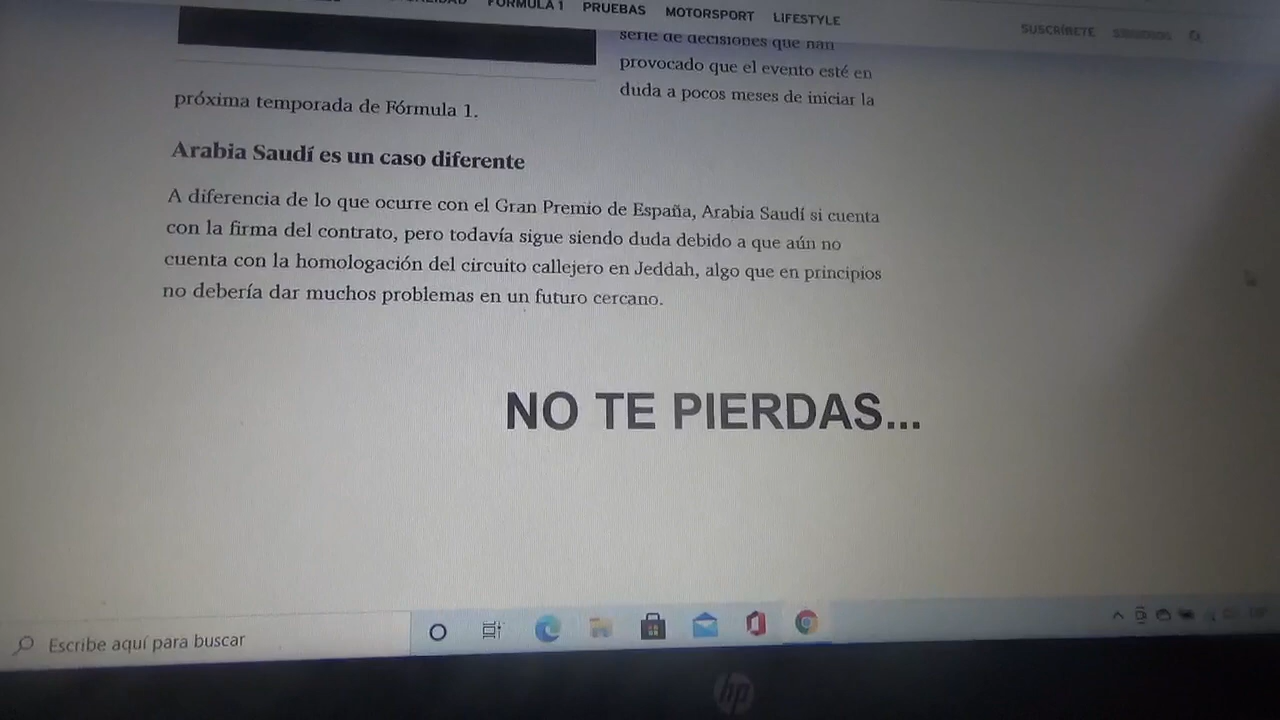 FÓRMULA 1 PRUEBAS MOTORSPORT LIFESTYLE
SUSCRÍBETE
serie de decisiones que han
provocado que el evento esté en
duda a pocos meses de iniciar la
próxima temporada de Fórmula 1.
Arabia Saudí es un caso diferente
A diferencia de lo que ocurre con el Gran Premio de España, Arabia Saudí si cuenta
con la firma del contrato, pero todavía sigue siendo duda debido a que aún no
cuenta con la homologación del circuito callejero en Jeddah, algo que en principios
no debería dar muchos problemas en un futuro cercano.
NO TE PIERDAS...
Escribe aquí para buscar
hp